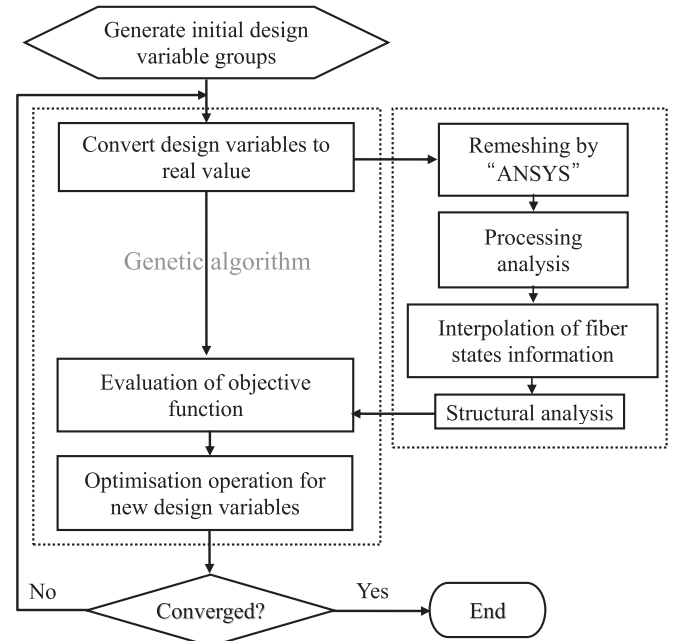 Generate initial design
variable groups
Convert design variables to
real value
Remeshing by
“ANSYS”
Processing
analysis
Genetic algorithm
Interpolation of fiber
states information
Evaluation of objective
function
Structural analysis
Optimisation operation for
new design variables
No
Converged?
Yes
End